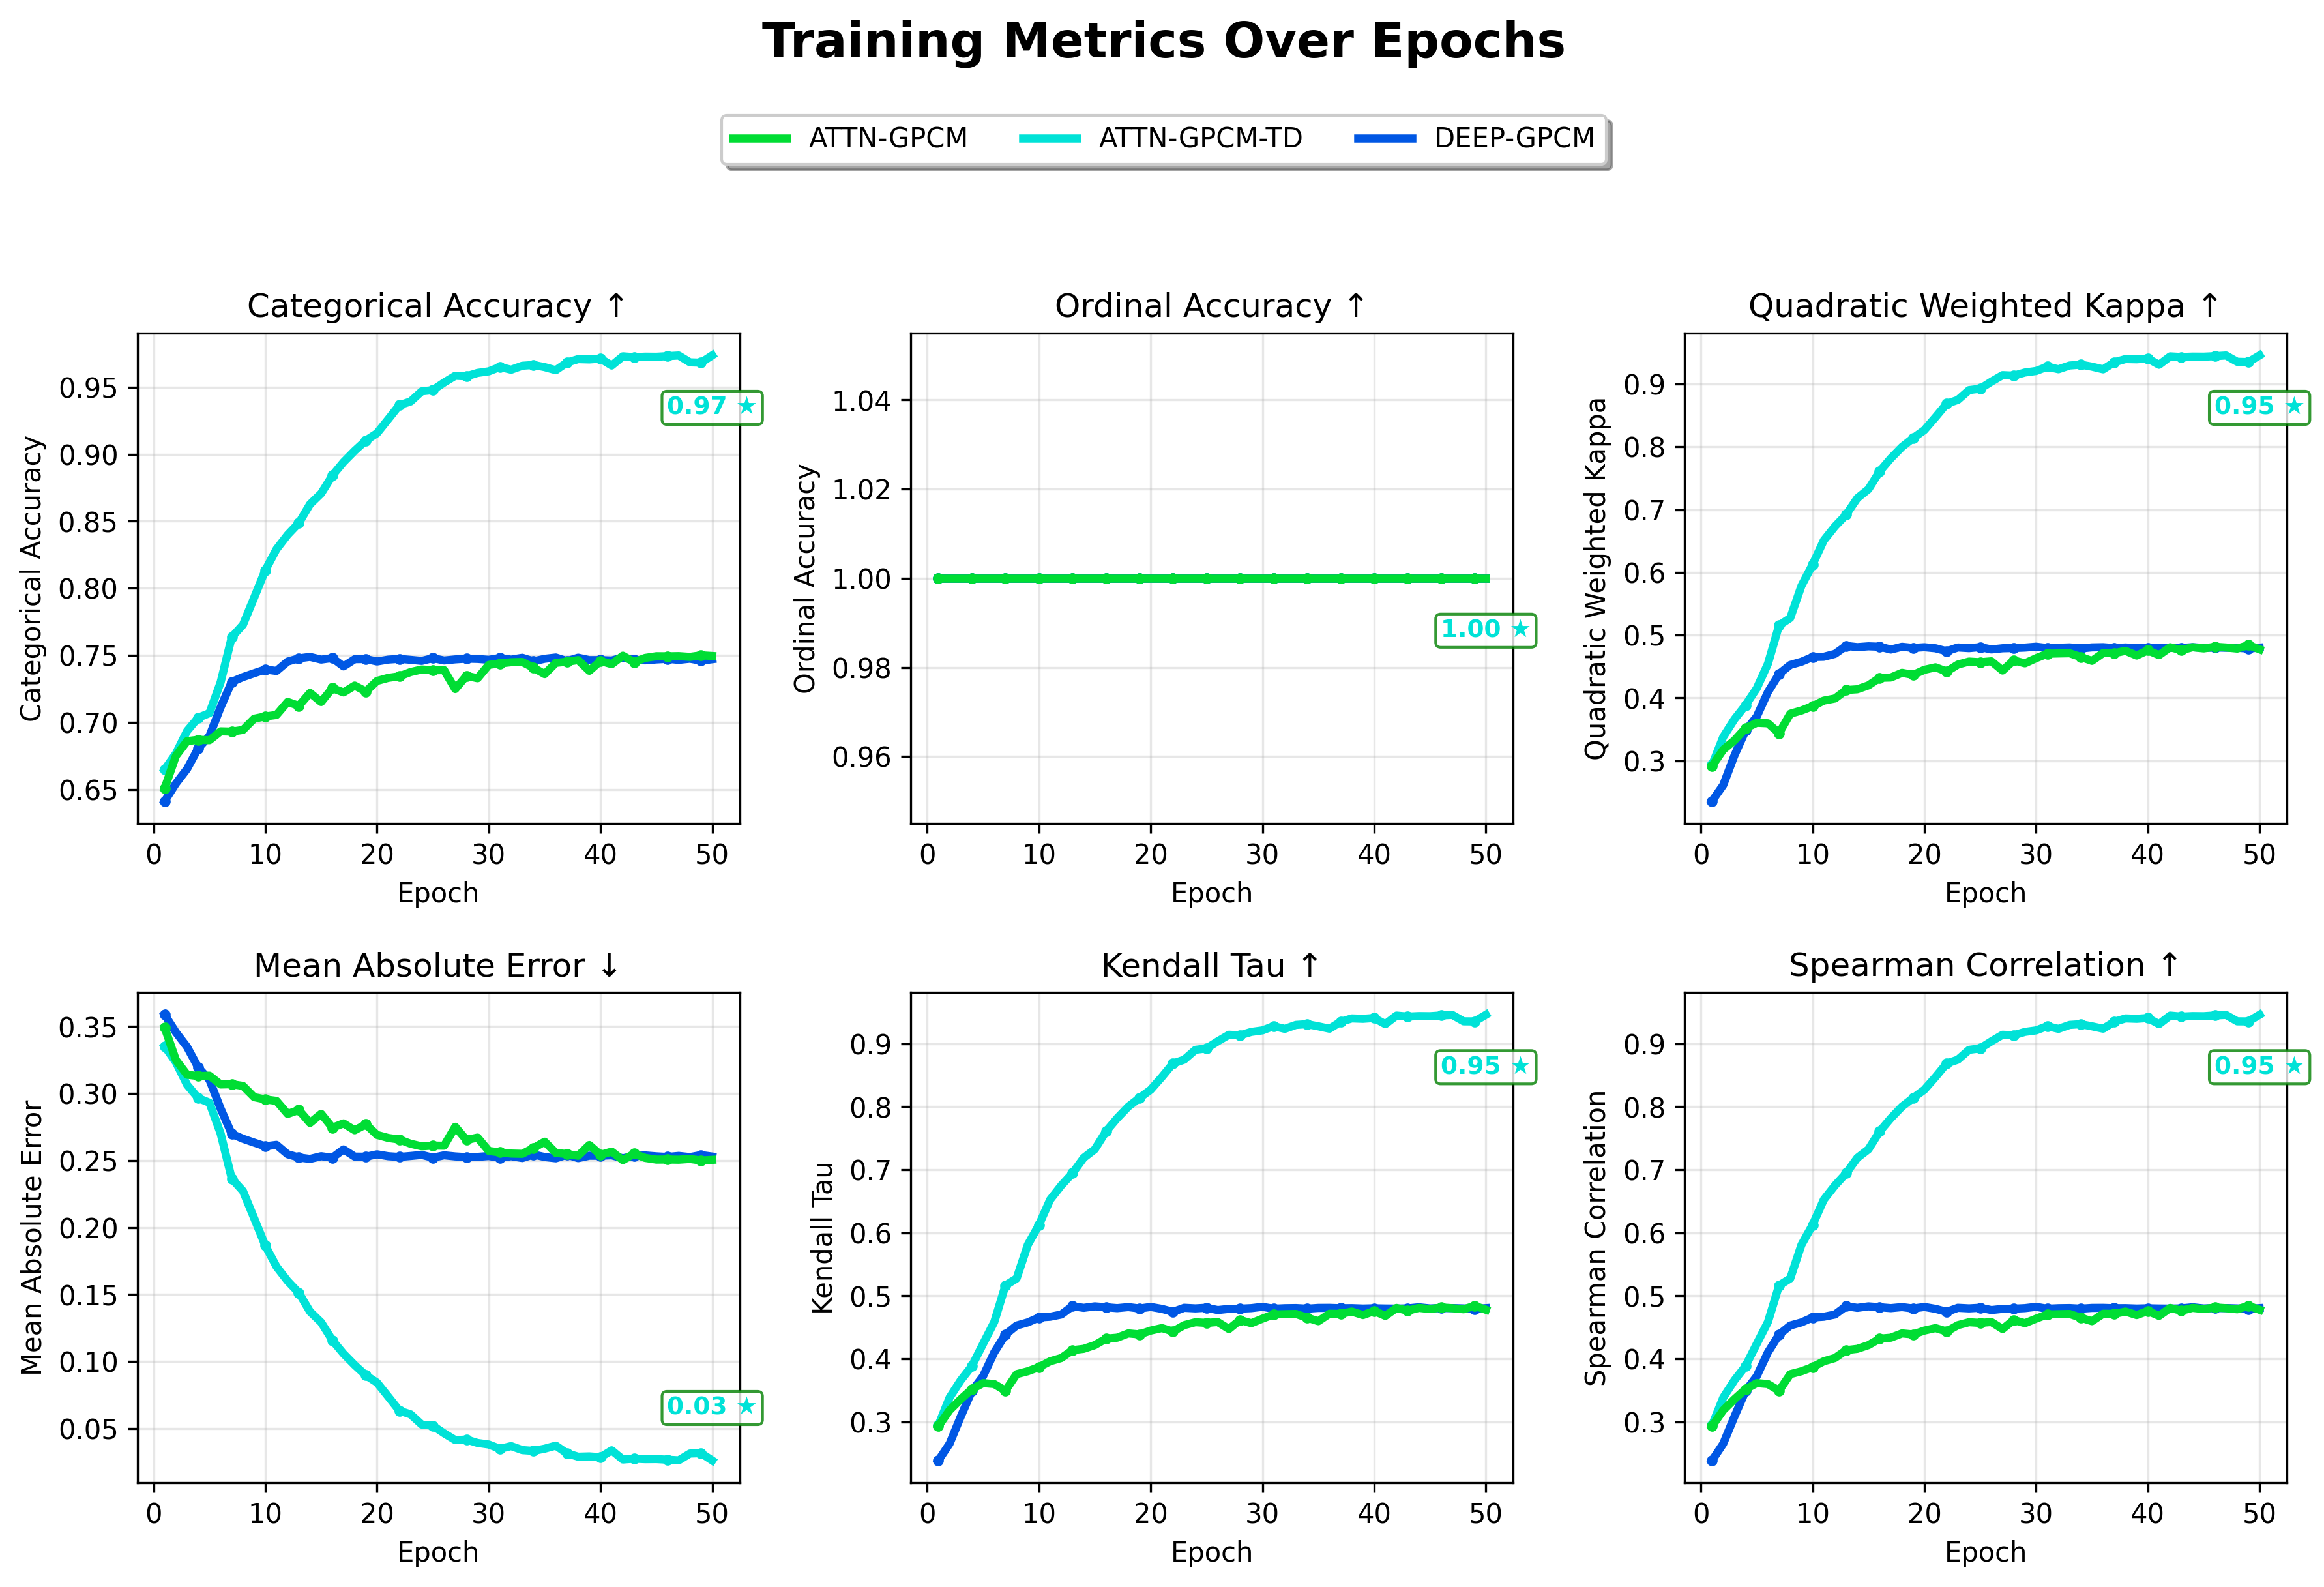 Training Metrics Over Epochs
ATTN-GPCM
ATTN-GPCM-TD
DEEP-GPCM
Categorical Accuracy ↑
Categorical Accuracy
0.95
0.90
0.85
0.80
0.75
0.70
0.65
0.97 ★
0 10 20 30 40 50
Epoch
Ordinal Accuracy ↑
Ordinal Accuracy
1.04
1.02
1.00
0.98
0.96
1.00 ★
0 10 20 30 40 50
Epoch
Quadratic Weighted Kappa ↑
Quadratic Weighted Kappa
0.9
0.8
0.7
0.6
0.5
0.4
0.3
0.95 ★
0 10 20 30 40 50
Epoch
Mean Absolute Error ↓
Mean Absolute Error
0.35
0.30
0.25
0.20
0.15
0.10
0.05
0.03 ★
0 10 20 30 40 50
Epoch
Kendall Tau ↑
Kendall Tau
0.9
0.8
0.7
0.6
0.5
0.4
0.3
0.95 ★
0 10 20 30 40 50
Epoch
Spearman Correlation ↑
Spearman Correlation
0.9
0.8
0.7
0.6
0.5
0.4
0.3
0.95 ★
0 10 20 30 40 50
Epoch